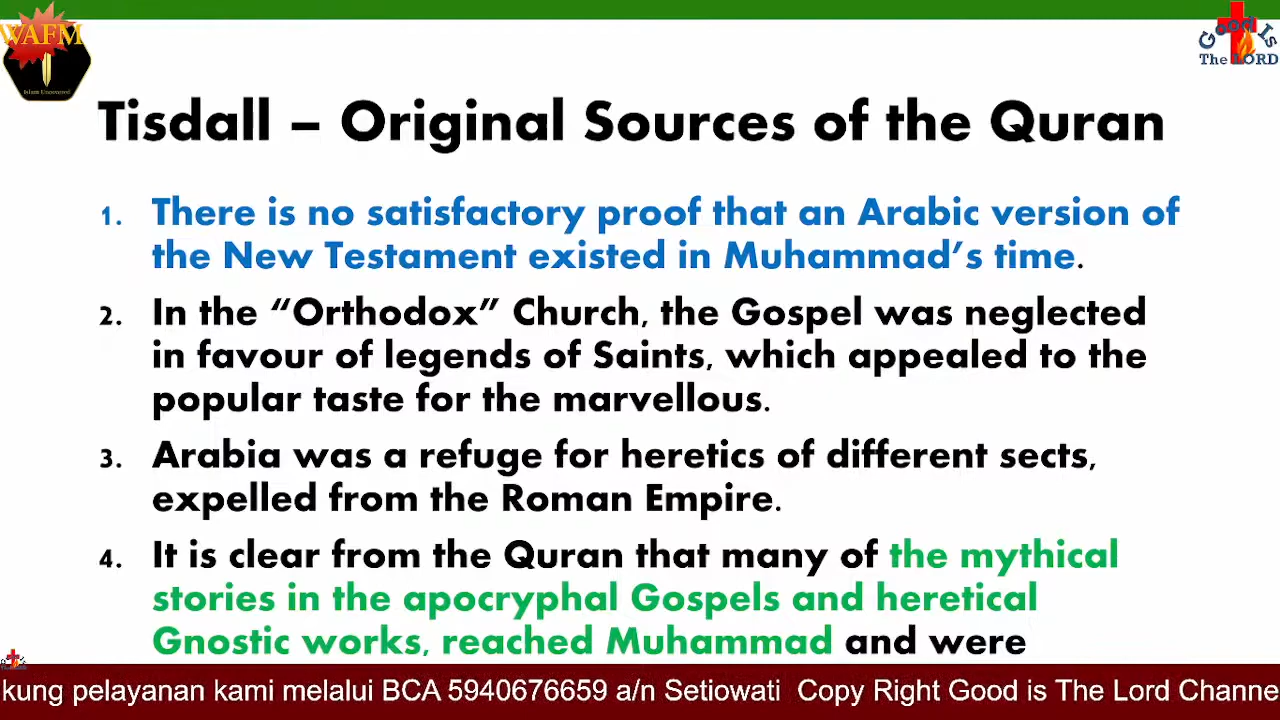 WAFM
Islam Uncovered
Good Is
The LORD
Tisdall – Original Sources of the Quran
1. There is no satisfactory proof that an Arabic version of
the New Testament existed in Muhammad’s time.
2. In the “Orthodox” Church, the Gospel was neglected
in favour of legends of Saints, which appealed to the
popular taste for the marvellous.
3. Arabia was a refuge for heretics of different sects,
expelled from the Roman Empire.
4. It is clear from the Quran that many of the mythical
stories in the apocryphal Gospels and heretical
Gnostic works, reached Muhammad and were
kung pelayanan kami melalui BCA 5940676659 a/n Setiowati Copy Right Good is The Lord Channe